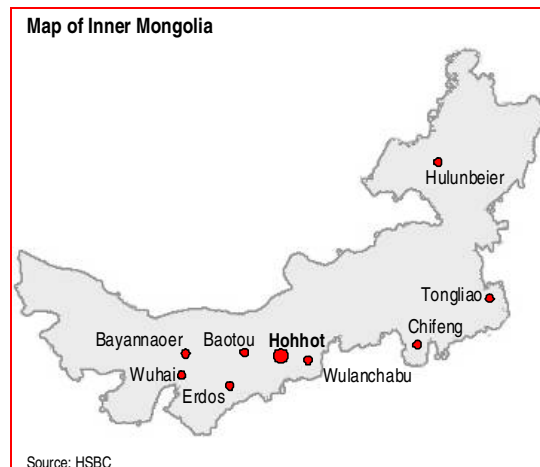 Map of Inner Mongolia
Hulunbeier
Tongliao
Chifeng
Bayannaoer
Baotou
Hohhot
Wuhai
Wulanchabu
Erdos
Source: HSBC